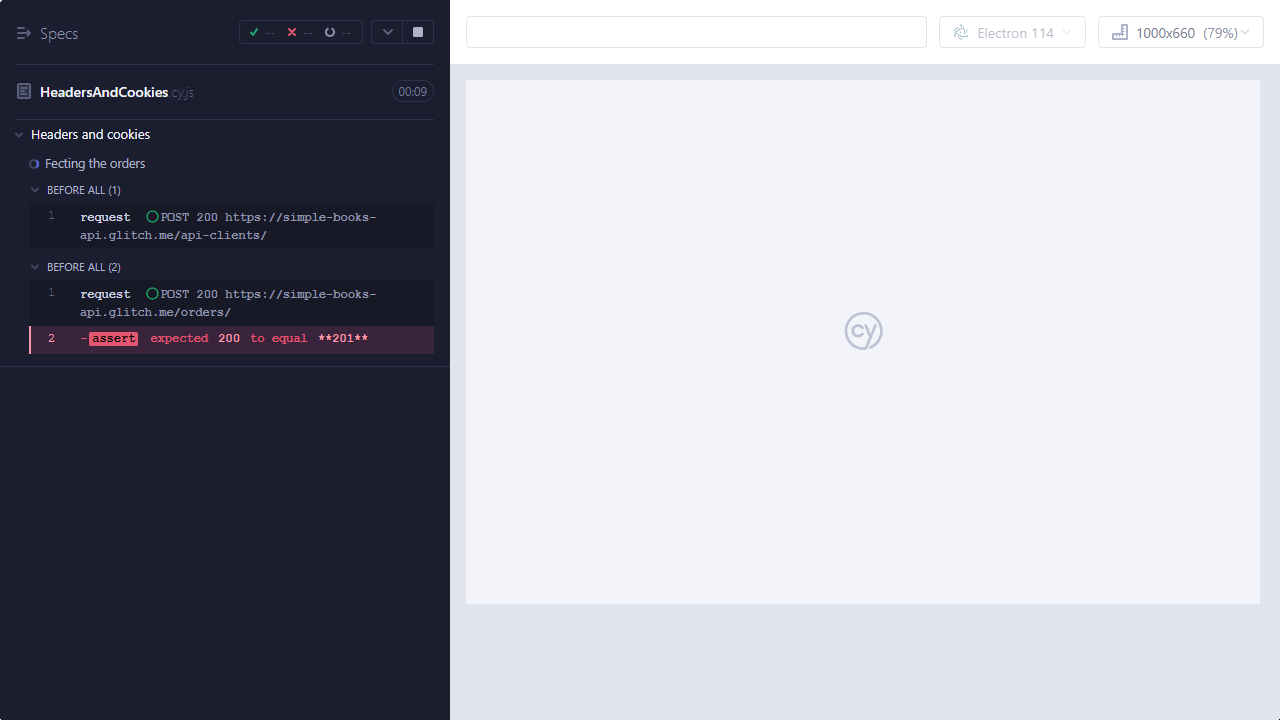 Specs
-- -- --
Electron 114
1000x660 (79%)
HeadersAndCookies.cy.js
00:09
Headers and cookies
Fecting the orders
BEFORE ALL (1)
1 request POST 200 https://simple-books-
api.glitch.me/api-clients/
BEFORE ALL (2)
1 request POST 200 https://simple-books-
api.glitch.me/orders/
2 -assert expected 200 to equal **201**
cy